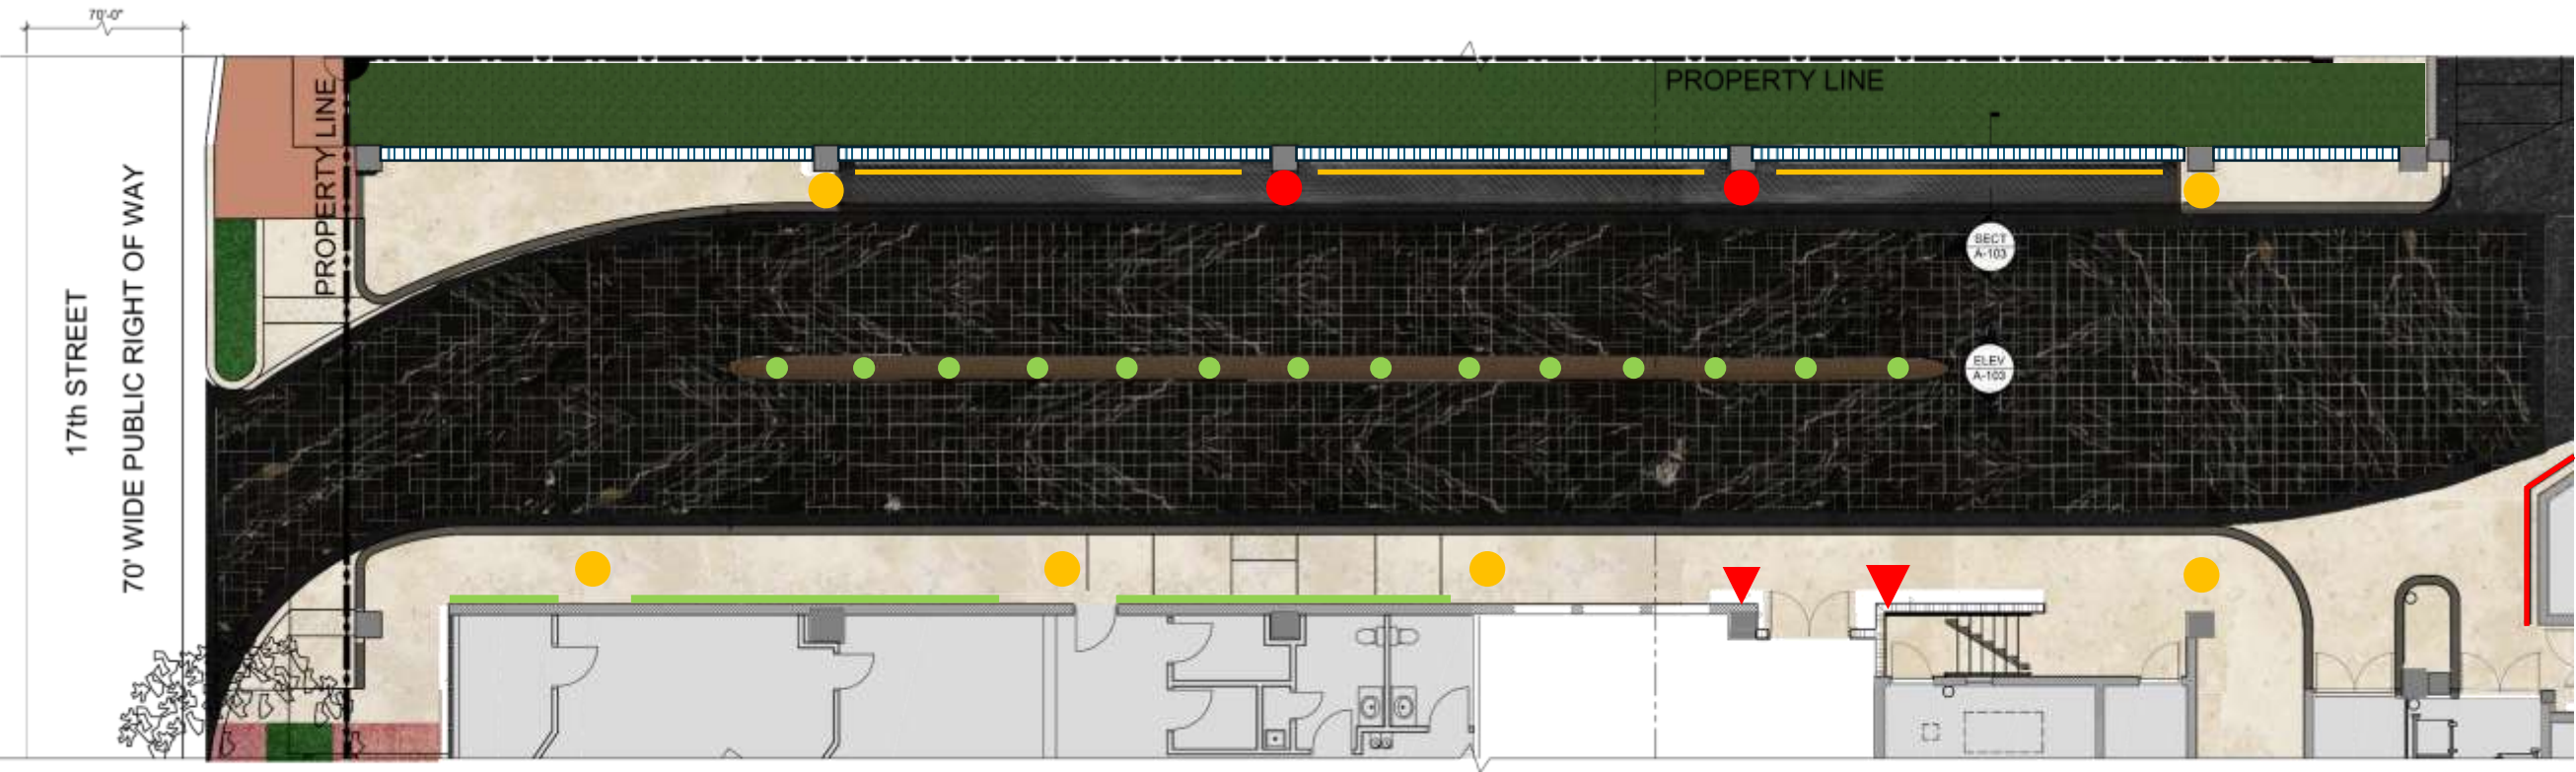 70'-0"
PROPERTY LINE
PROPERTY LINE
17th STREET
70' WIDE PUBLIC RIGHT OF WAY
SECT
A-103
ELEV
A-103